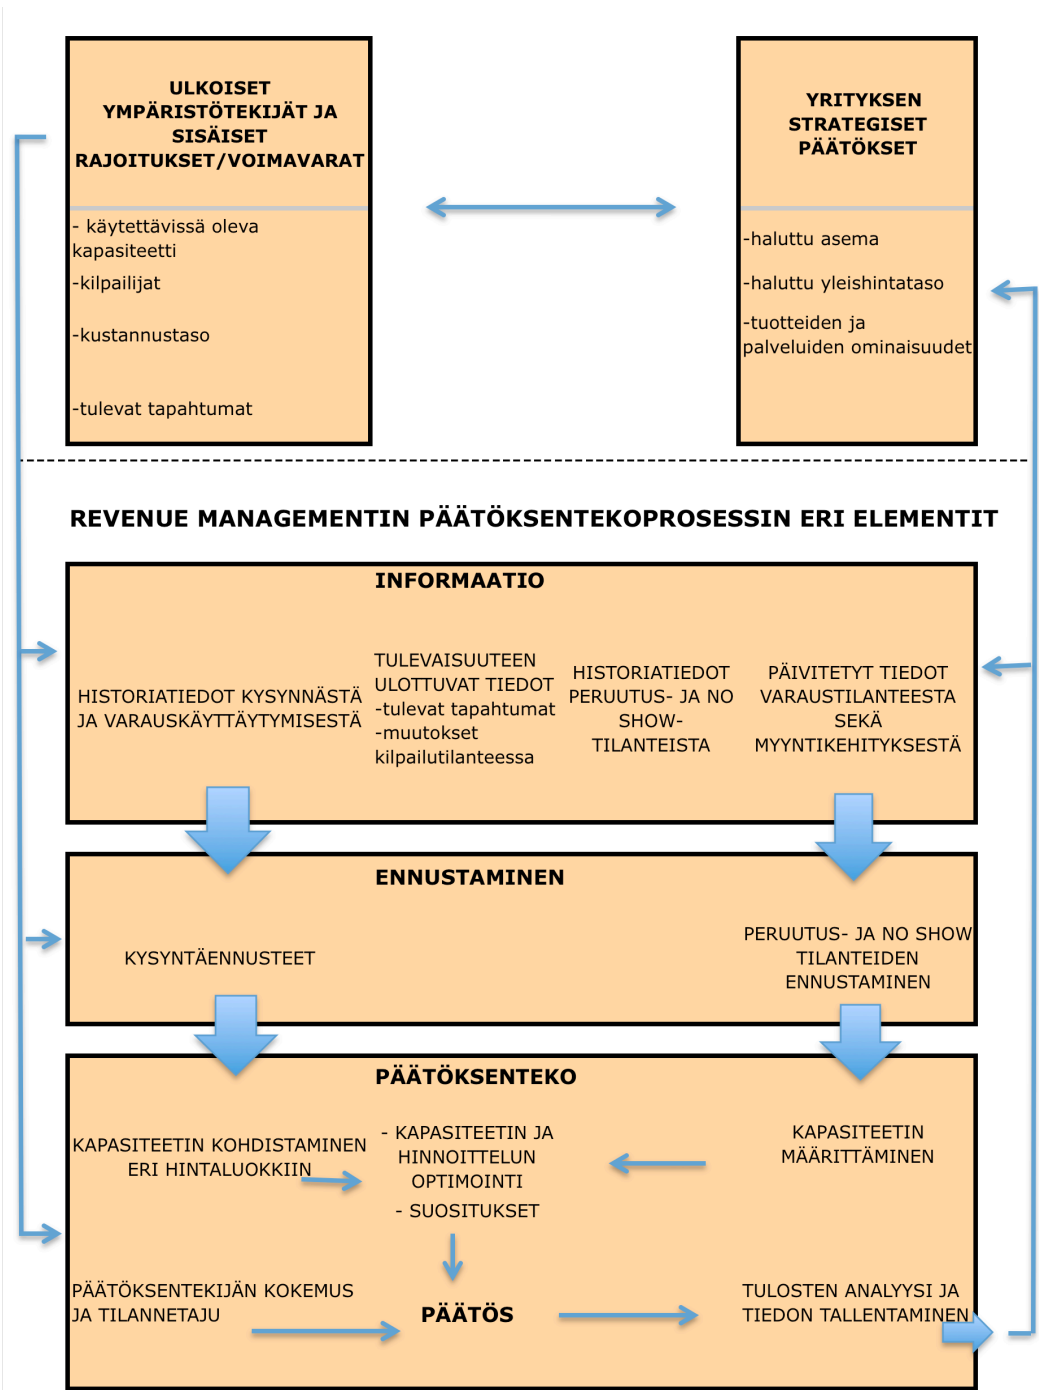 ULKOISET
YMPÄRISTÖTEKIJÄT JA
SISÄISET
RAJOITUKSET/VOIMAVARAT
- käytettävissä oleva
kapasiteetti
-kilpailijat
-kustannustaso
-tulevat tapahtumat
YRITYKSEN
STRATEGISET
PÄÄTÖKSET
-haluttu asema
-haluttu yleishintataso
-tuotteiden ja
palveluiden ominaisuudet
REVENUE MANAGEMENTIN PÄÄTÖKSENTEKOPROSESSIN ERI ELEMENTIT
INFORMAATIO
HISTORIATIEDOT KYSYNNÄSTÄ
JA VARAUSKÄYTTÄYTYMISESTÄ
TULEVAISUUTEEN
ULOTTUVAT TIEDOT
-tulevat tapahtumat
-muutokset
kilpailutilanteessa
HISTORIATIEDOT
PERUUTUS- JA NO
SHOW-
TILANTEISTA
PÄIVITETYT TIEDOT
VARAUSTILANTEESTA
SEKÄ
MYYNTIKEHITYKSESTÄ
ENNUSTAMINEN
KYSYNTÄENNUSTEET
PERUUTUS- JA NO SHOW
TILANTEIDEN
ENNUSTAMINEN
PÄÄTÖKSENTEKO
KAPASITEETIN KOHDISTAMINEN
ERI HINTALUOKKIIN
- KAPASITEETIN JA
HINNOITTELUN
OPTIMOINTI
- SUOSITUKSET
KAPASITEETIN
MÄÄRITTÄMINEN
PÄÄTÖKSENTEKIJÄN KOKEMUS
JA TILANNETAJU
PÄÄTÖS
TULOSTEN ANALYYSI JA
TIEDON TALLENTAMINEN